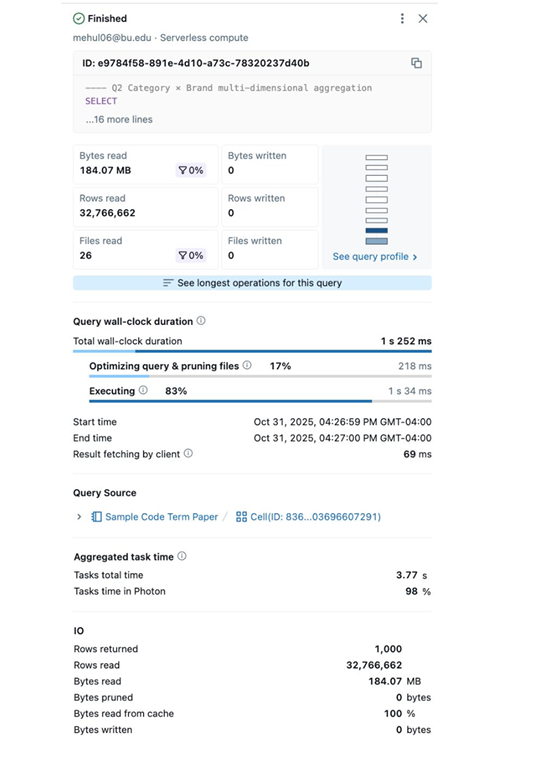 Finished
mehul06@bu.edu · Serverless compute
ID: e9784f58-891e-4d10-a73c-78320237d40b
---- Q2 Category × Brand multi-dimensional aggregation
SELECT
...16 more lines
Bytes read
184.07 MB 0%
Bytes written
0
Rows read
32,766,662
Rows written
0
Files read
26 0%
Files written
0
See query profile
See longest operations for this query
Query wall-clock duration
Total wall-clock duration 1 s 252 ms
Optimizing query & pruning files 17% 218 ms
Executing 83% 1 s 34 ms
Start time Oct 31, 2025, 04:26:59 PM GMT-04:00
End time Oct 31, 2025, 04:27:00 PM GMT-04:00
Result fetching by client 69 ms
Query Source
Sample Code Term Paper / Cell(ID: 836...03696607291)
Aggregated task time
Tasks total time 3.77 s
Tasks time in Photon 98 %
IO
Rows returned 1,000
Rows read 32,766,662
Bytes read 184.07 MB
Bytes pruned 0 bytes
Bytes read from cache 100 %
Bytes written 0 bytes